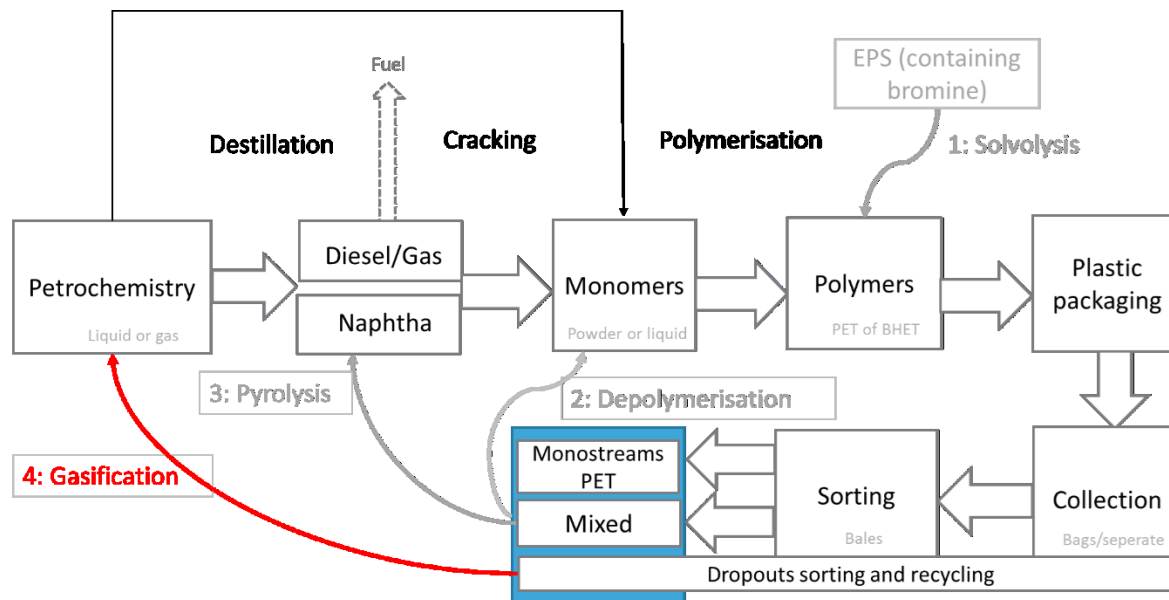 Fuel
EPS (containing
bromine)
Destillation
Cracking
Polymerisation
1: Solvolysis
Petrochemistry
Liquid or gas
Diesel/Gas
Naphtha
Monomers
Powder or liquid
Polymers
PET of BHET
Plastic
packaging
3: Pyrolysis
2: Depolymerisation
4: Gasification
Monostreams
PET
Mixed
Sorting
Bales
Collection
Bags/seperate
Dropouts sorting and recycling